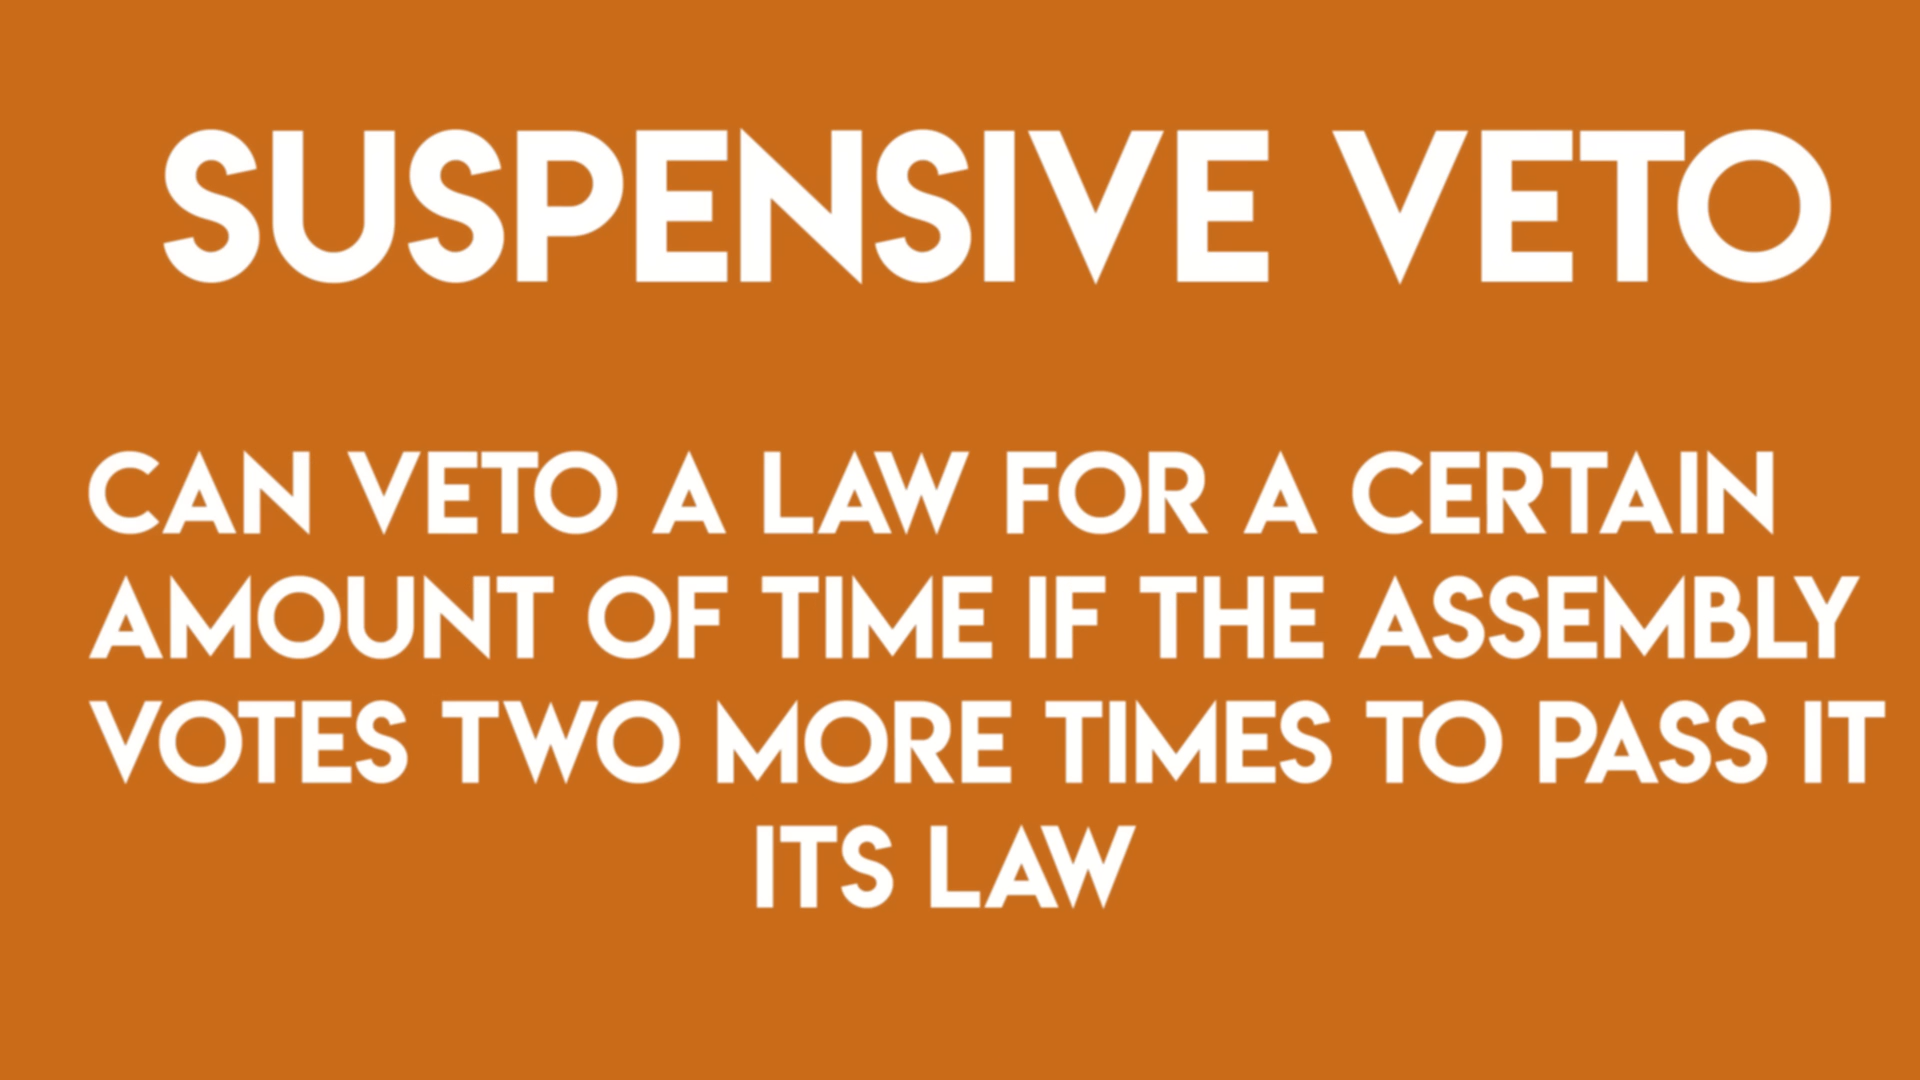 SUSPENSIVE VETO
CAN VETO A LAW FOR A CERTAIN
AMOUNT OF TIME IF THE ASSEMBLY
VOTES TWO MORE TIMES TO PASS IT
ITS LAW